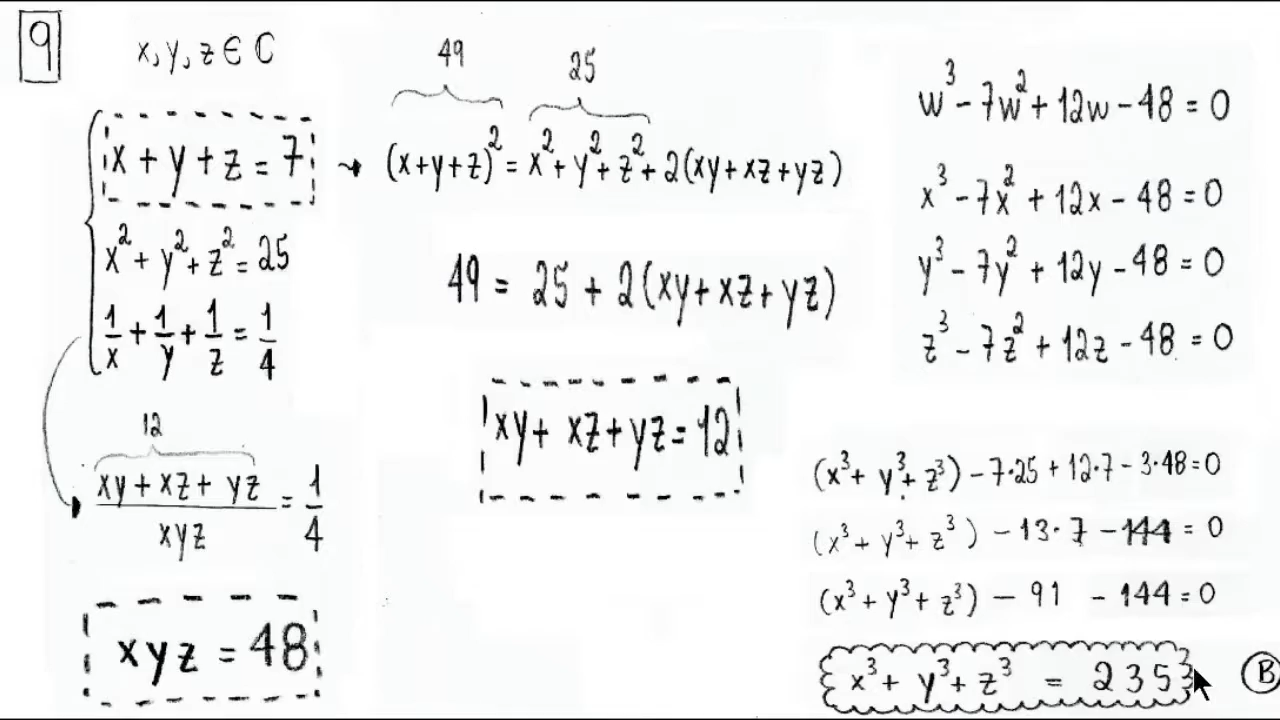 9
x, y, z ∈ C
x + y + z = 7
x² + y² + z² = 25
1/x + 1/y + 1/z = 1/4
12
(xy + xz + yz)/xyz = 1/4
xyz = 48
49 25
(x+y+z)² = x² + y² + z² + 2(xy+xz+yz)
49 = 25 + 2(xy+xz+yz)
xy + xz + yz = 12
w³ - 7w² + 12w - 48 = 0
x³ - 7x² + 12x - 48 = 0
y³ - 7y² + 12y - 48 = 0
z³ - 7z² + 12z - 48 = 0
(x³ + y³ + z³) - 7·25 + 12·7 - 3·48 = 0
(x³ + y³ + z³) - 13·7 - 144 = 0
(x³ + y³ + z³) - 91 - 144 = 0
x³ + y³ + z³ = 235
B